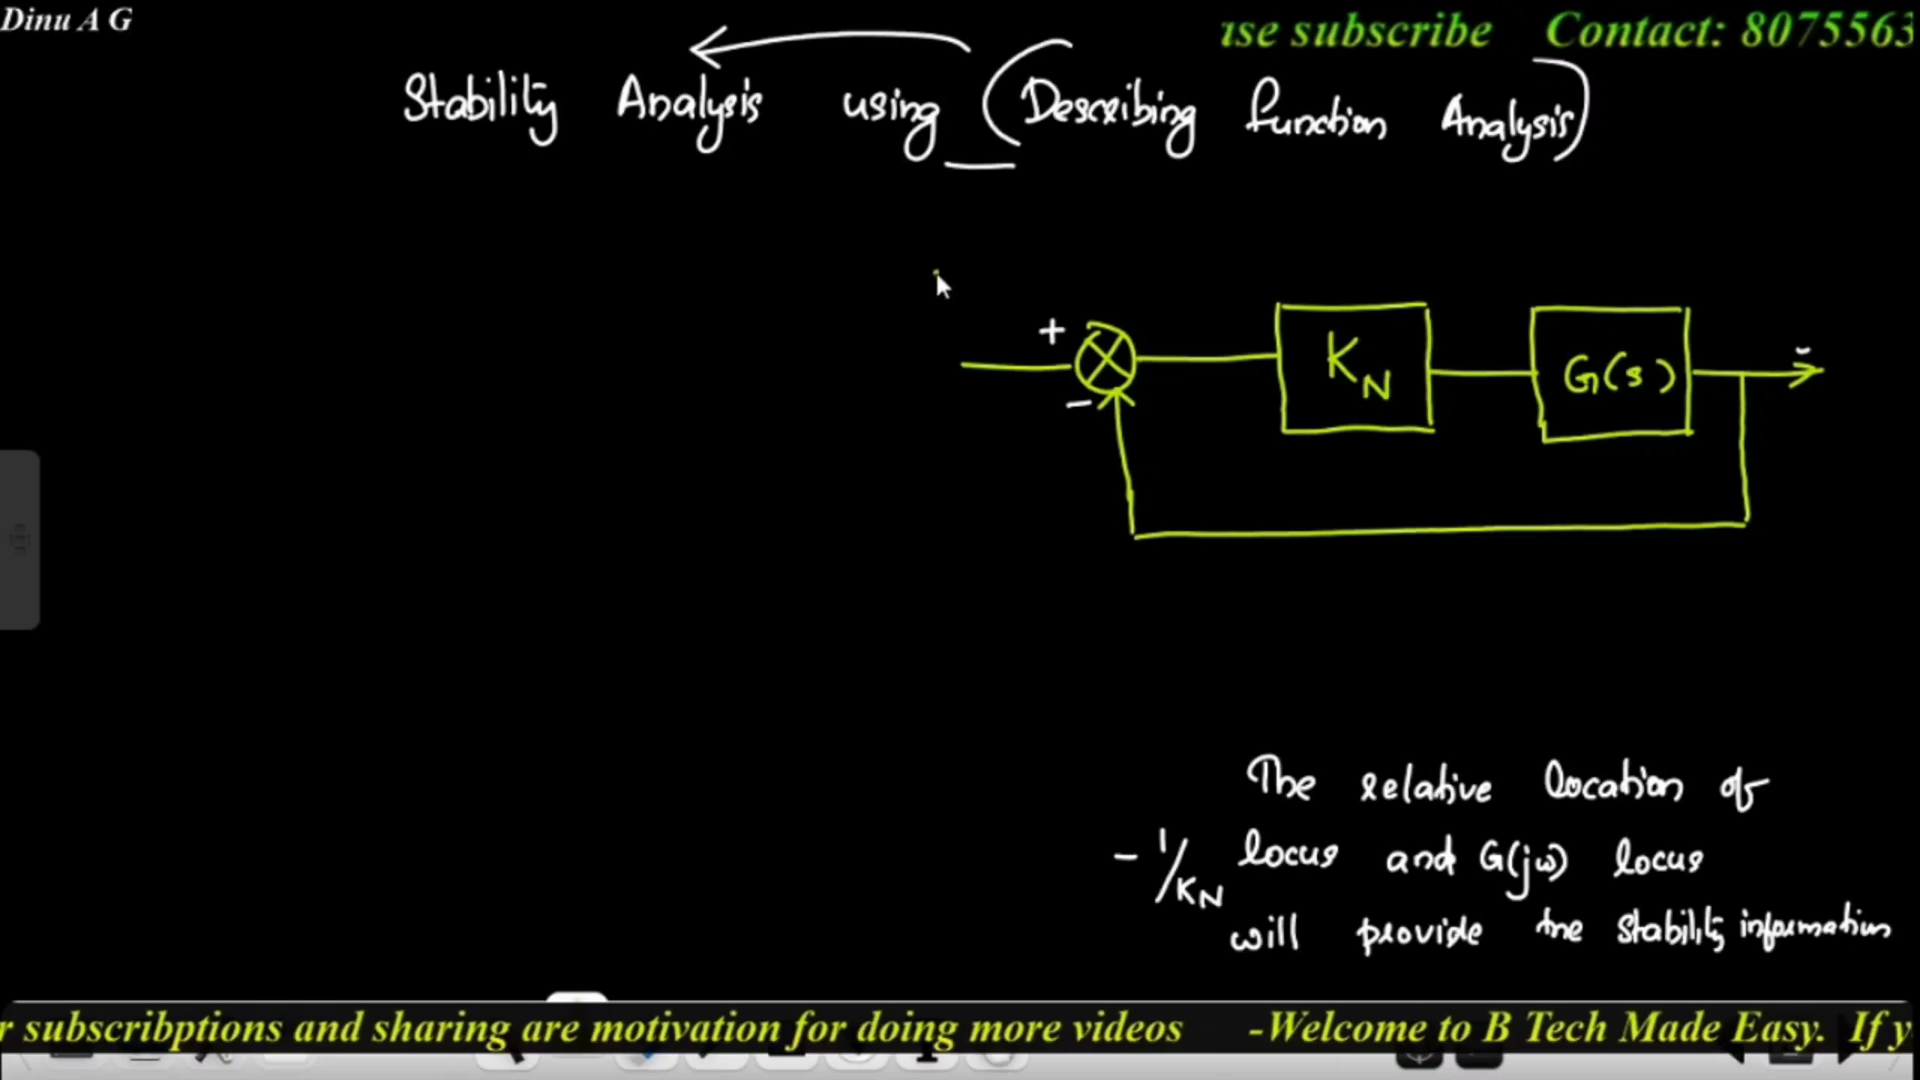 Dinu A G
ise subscribe Contact: 8075563
Stability Analysis using (Describing function Analysis)
+
-
KN
G(s)
The relative location of
- 1/KN locus and G(jω) locus
will provide the stability information
r subscribptions and sharing are motivation for doing more videos -Welcome to B Tech Made Easy. If y